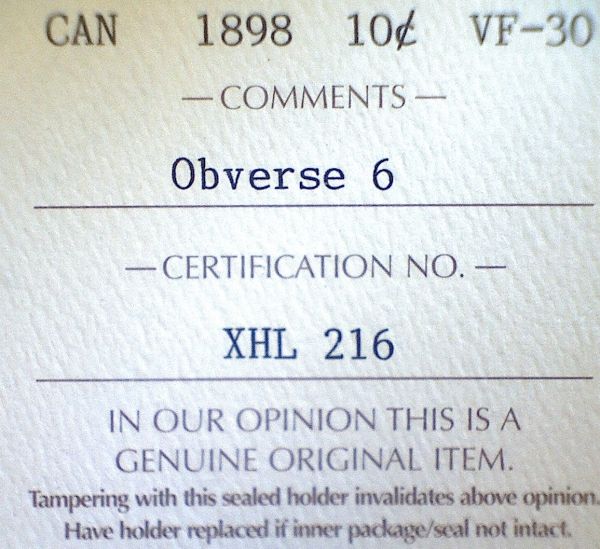 CAN 1898 10¢ VF-30
— COMMENTS —
Obverse 6
— CERTIFICATION NO. —
XHL 216
IN OUR OPINION THIS IS A
GENUINE ORIGINAL ITEM.
Tampering with this sealed holder invalidates above opinion.
Have holder replaced if inner package/seal not intact.